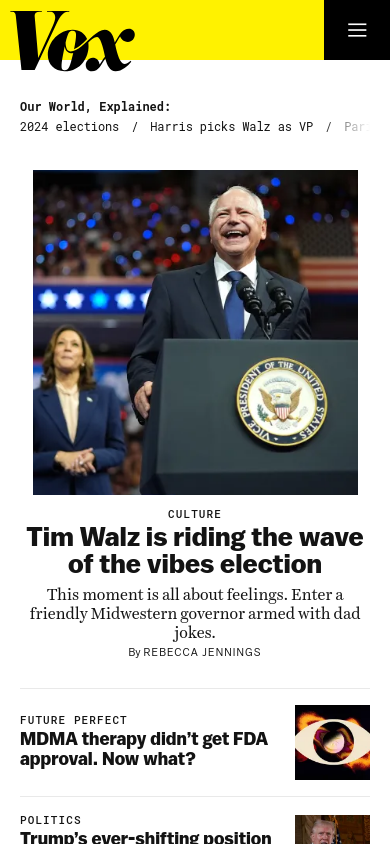 Vox
Our World, Explained:
2024 elections / Harris picks Walz as VP /
VICE PRESIDENT OF THE UNITED STATES
CULTURE
Tim Walz is riding the wave
of the vibes election
This moment is all about feelings. Enter a
friendly Midwestern governor armed with dad
jokes.
By REBECCA JENNINGS
FUTURE PERFECT
MDMA therapy didn’t get FDA
approval. Now what?
POLITICS
Trump’s ever-shifting position